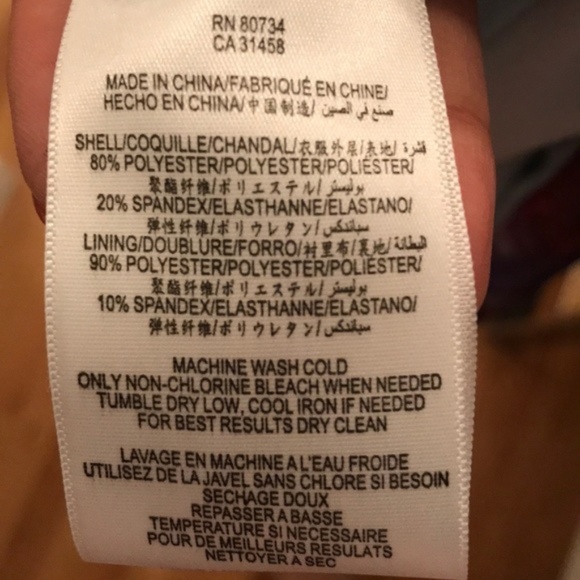 RN 80734
CA 31458
MADE IN CHINA/FABRIQUÉ EN CHINE/
HECHO EN CHINA/中国制造/ صنع في الصين
SHELL/COQUILLE/CHANDAL/衣服外层/表地/ قشرة
80% POLYESTER/POLYESTER/POLIÉSTER/
聚酯纤维/ポリエステル/ بوليستر
20% SPANDEX/ELASTHANNE/ELASTANO/
弹性纤维/ポリウレタン/ سباندكس
LINING/DOUBLURE/FORRO/衬里布/裏地/ البطانة
90% POLYESTER/POLYESTER/POLIÉSTER/
聚酯纤维/ポリエステル/ بوليستر
10% SPANDEX/ELASTHANNE/ELASTANO/
弹性纤维/ポリウレタン/ سباندكس
MACHINE WASH COLD
ONLY NON-CHLORINE BLEACH WHEN NEEDED
TUMBLE DRY LOW, COOL IRON IF NEEDED
FOR BEST RESULTS DRY CLEAN
LAVAGE EN MACHINE A L'EAU FROIDE
UTILISEZ DE LA JAVEL SANS CHLORE SI BESOIN
SECHAGE DOUX
REPASSER A BASSE
TEMPERATURE SI NECESSAIRE
POUR DE MEILLEURS RESULATS
NETTOYER A SEC